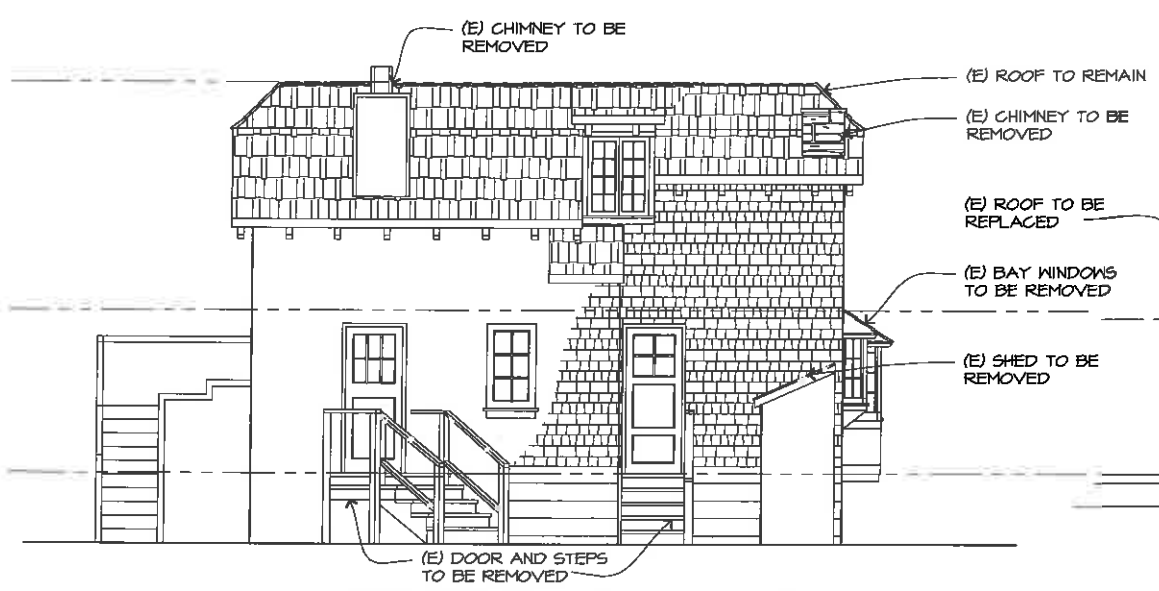 (E) CHIMNEY TO BE
REMOVED
(E) ROOF TO REMAIN
(E) CHIMNEY TO BE
REMOVED
(E) ROOF TO BE
REPLACED
(E) BAY WINDOWS
TO BE REMOVED
(E) SHED TO BE
REMOVED
(E) DOOR AND STEPS
TO BE REMOVED